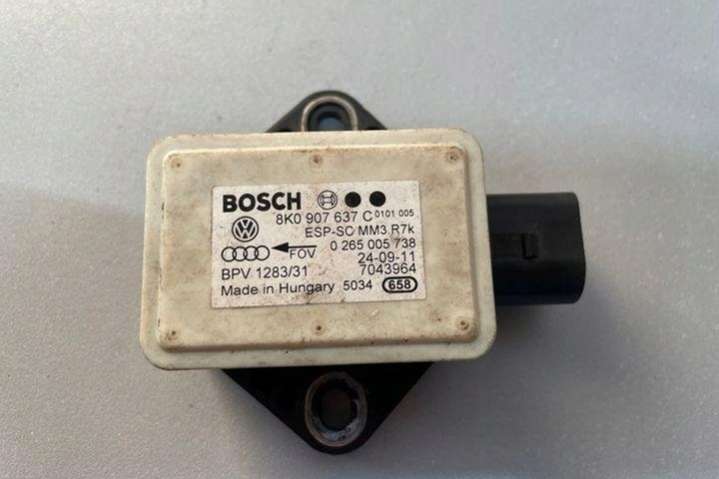 BOSCH
8K0 907 637 C 0101 005
ESP-SC MM3 R7k
FOV 0 265 005 738
24-09-11
BPV 1283/31 7043964
Made in Hungary 5034 658